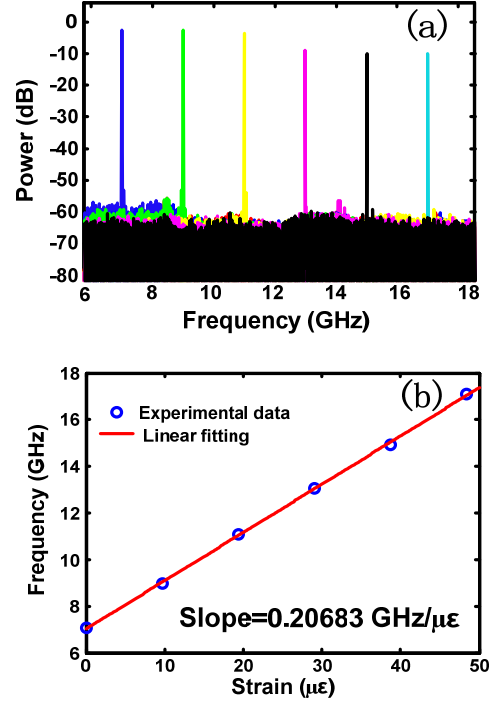 (a)
Power (dB)
0
-10
-20
-30
-40
-50
-60
-70
-80
6 8 10 12 14 16 18
Frequency (GHz)
(b)
Experimental data
Linear fitting
Frequency (GHz)
18
16
14
12
10
8
6
Slope=0.20683 GHz/με
0 10 20 30 40 50
Strain (με)